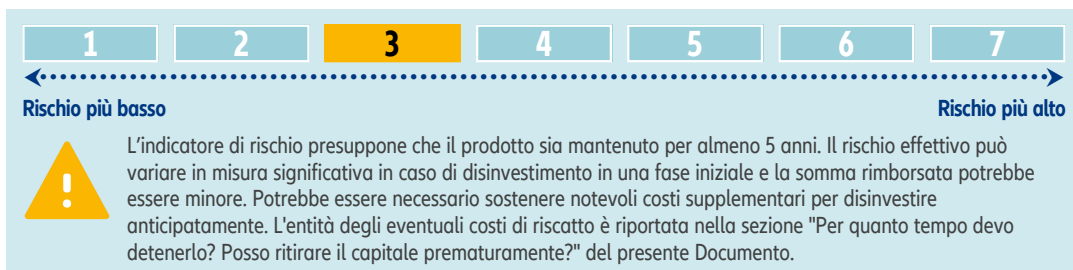 1 2 3 4 5 6 7
Rischio più basso Rischio più alto
L'indicatore di rischio presuppone che il prodotto sia mantenuto per almeno 5 anni. Il rischio effettivo può
variare in misura significativa in caso di disinvestimento in una fase iniziale e la somma rimborsata potrebbe
essere minore. Potrebbe essere necessario sostenere notevoli costi supplementari per disinvestire
anticipatamente. L'entità degli eventuali costi di riscatto è riportata nella sezione "Per quanto tempo devo
detenerlo? Posso ritirare il capitale prematuramente?" del presente Documento.